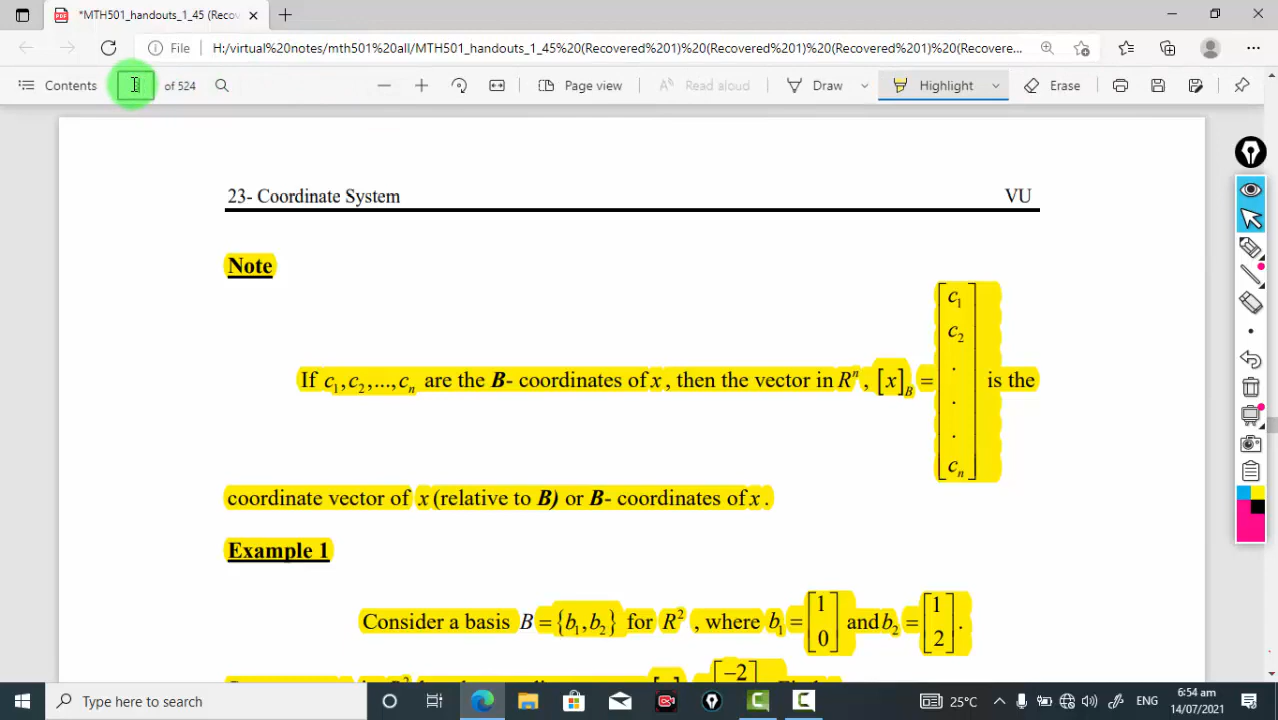 *MTH501_handouts_1_45 (Recov
File
H:/virtual%20notes/mth501%20all/MTH501_handouts_1_45%20(Recovered%201)%20(Recovered%201)%20(Recovered%201)%20(Recovere...
Contents
of 524
Page view
Read aloud
Draw
Highlight
Erase
23- Coordinate System VU
Note
If c₁, c₂, ..., cₙ are the B- coordinates of x , then the vector in Rⁿ , [x]_B = [c₁ c₂ . . . cₙ] is the
coordinate vector of x (relative to B) or B- coordinates of x .
Example 1
Consider a basis B = {b₁, b₂} for R² , where b₁ = [1 0] and b₂ = [1 2] .
-2
Type here to search
25°C
ENG
6:54 am
14/07/2021